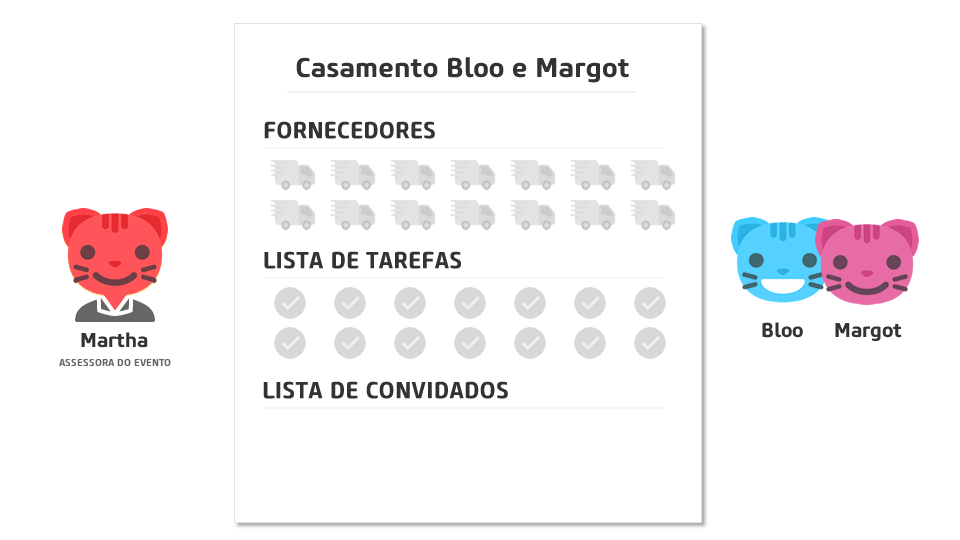 Casamento Bloo e Margot
FORNECEDORES
LISTA DE TAREFAS
LISTA DE CONVIDADOS
Martha
ASSESSORA DO EVENTO
Bloo
Margot